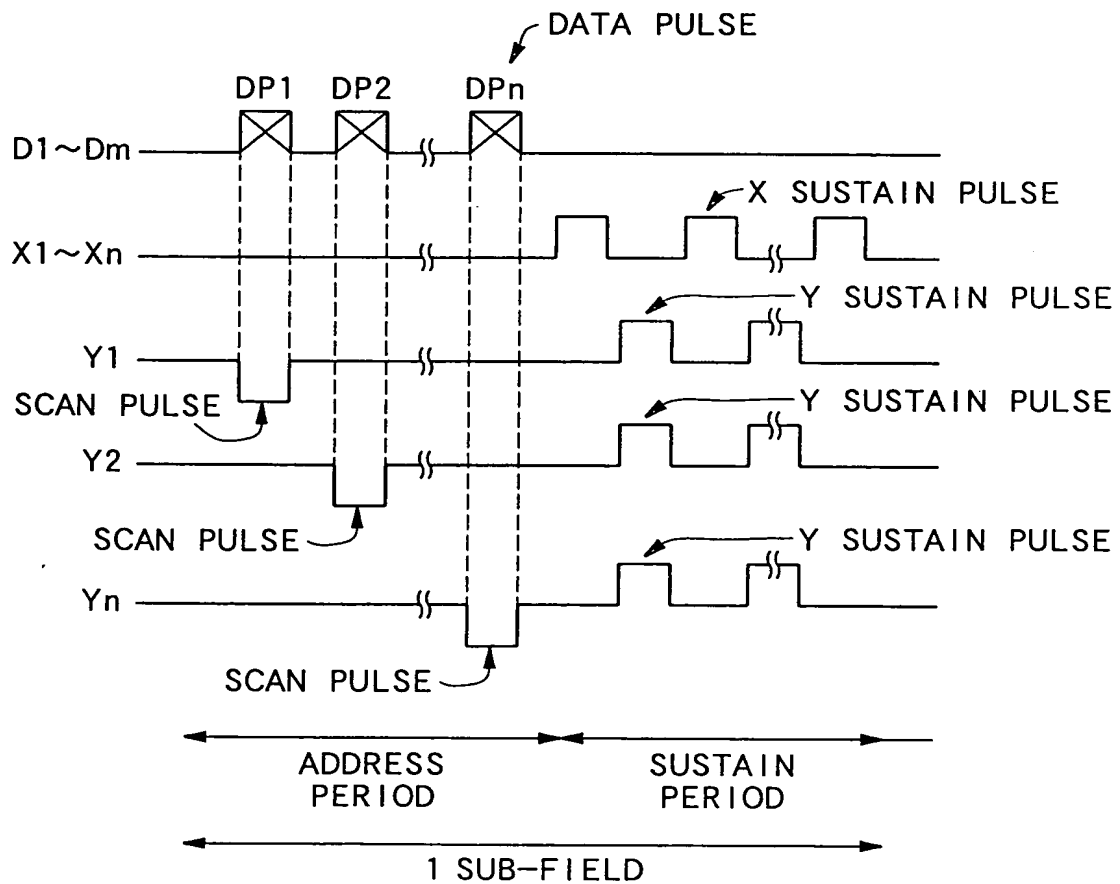 DATA PULSE
DP1 DP2 DPn
D1~Dm
X SUSTAIN PULSE
X1~Xn
Y SUSTAIN PULSE
Y1
SCAN PULSE
Y SUSTAIN PULSE
Y2
SCAN PULSE
Y SUSTAIN PULSE
Yn
SCAN PULSE
ADDRESS PERIOD
SUSTAIN PERIOD
1 SUB-FIELD